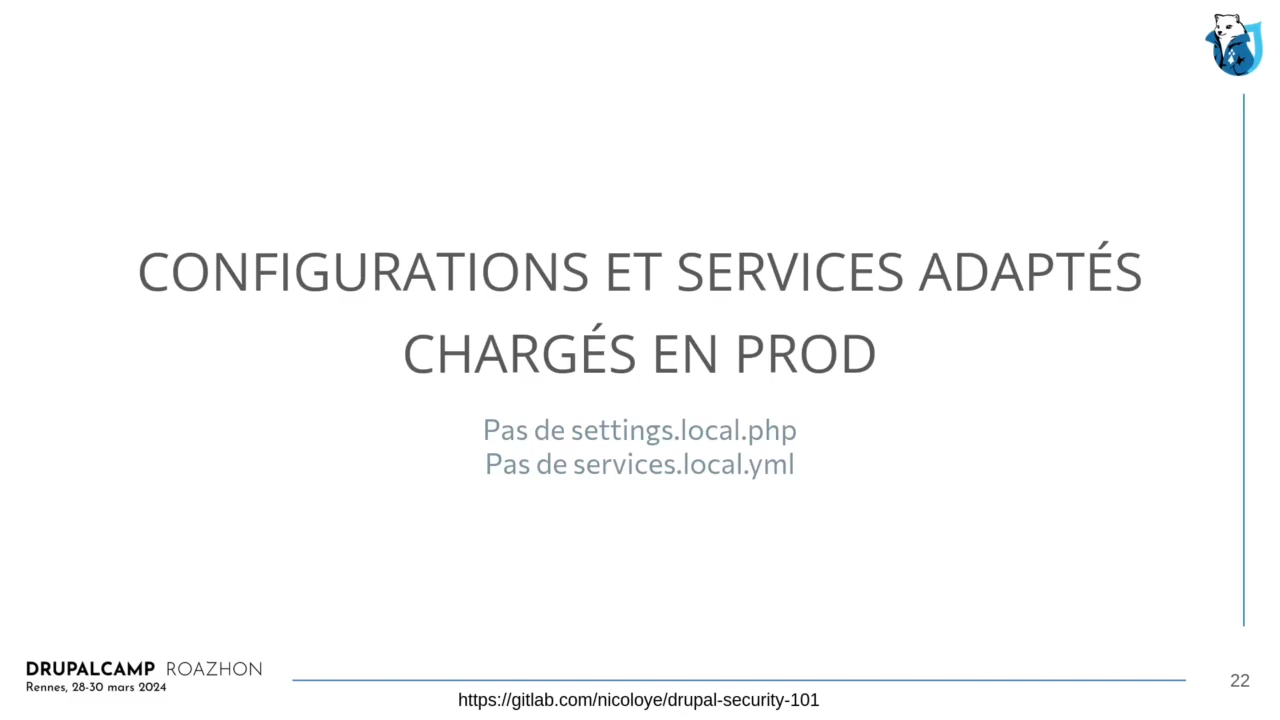 CONFIGURATIONS ET SERVICES ADAPTÉS
CHARGÉS EN PROD
Pas de settings.local.php
Pas de services.local.yml
DRUPALCAMP ROAZHON
Rennes, 28-30 mars 2024
https://gitlab.com/nicoloye/drupal-security-101
22